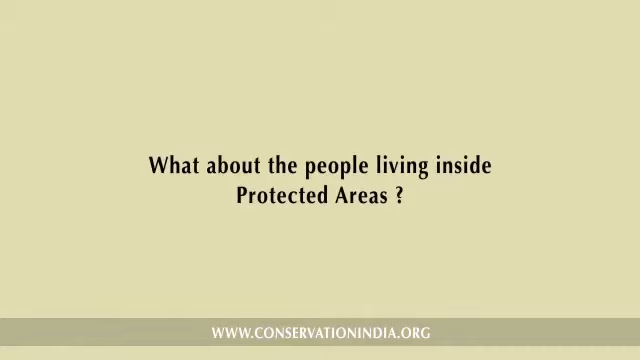 What about the people living inside
Protected Areas ?
WWW.CONSERVATIONINDIA.ORG